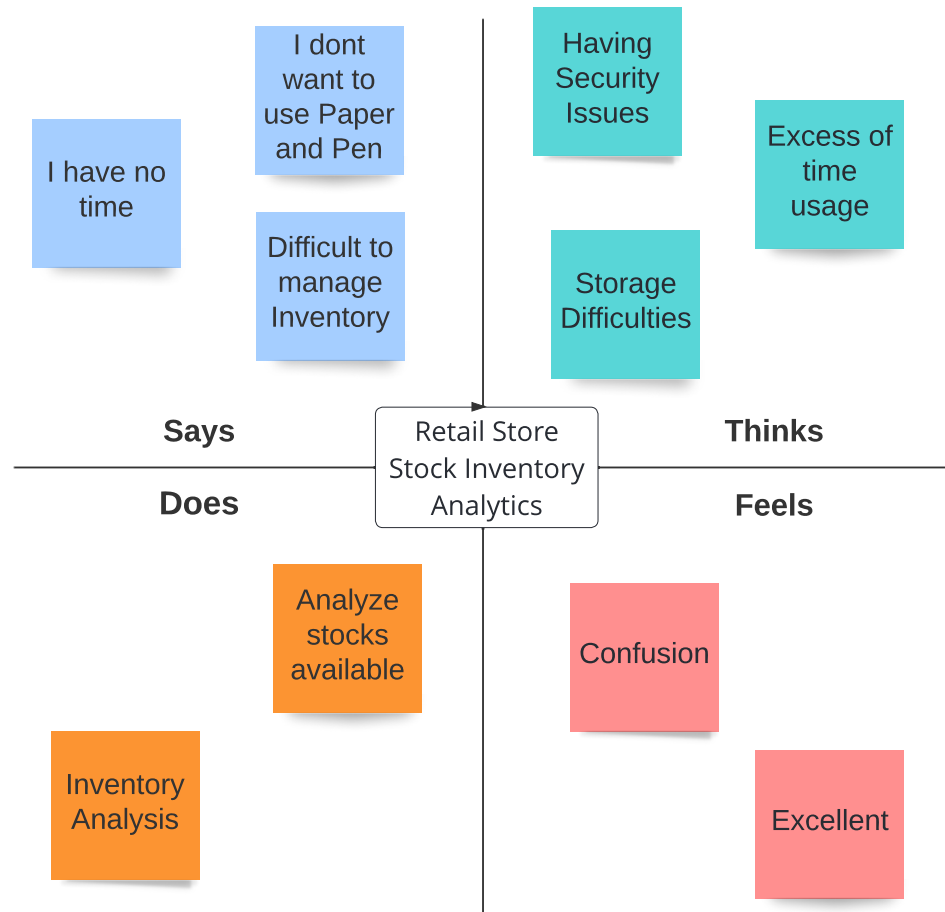 I dont
want to
use Paper
and Pen
I have no
time
Difficult to
manage
Inventory
Having
Security
Issues
Excess of
time
usage
Storage
Difficulties
Says
Thinks
Retail Store
Stock Inventory
Analytics
Does
Feels
Analyze
stocks
available
Inventory
Analysis
Confusion
Excellent